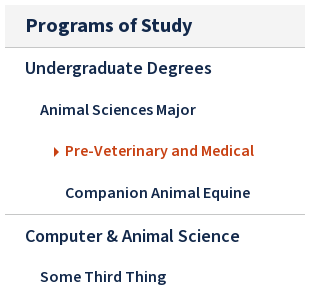 Programs of Study
Undergraduate Degrees
Animal Sciences Major
Pre-Veterinary and Medical
Companion Animal Equine
Computer & Animal Science
Some Third Thing